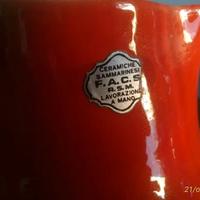 CERAMICHE
SAMMARINESI
F.A.C.S
R.S.M.
LAVORAZIONE
A MANO
21/0